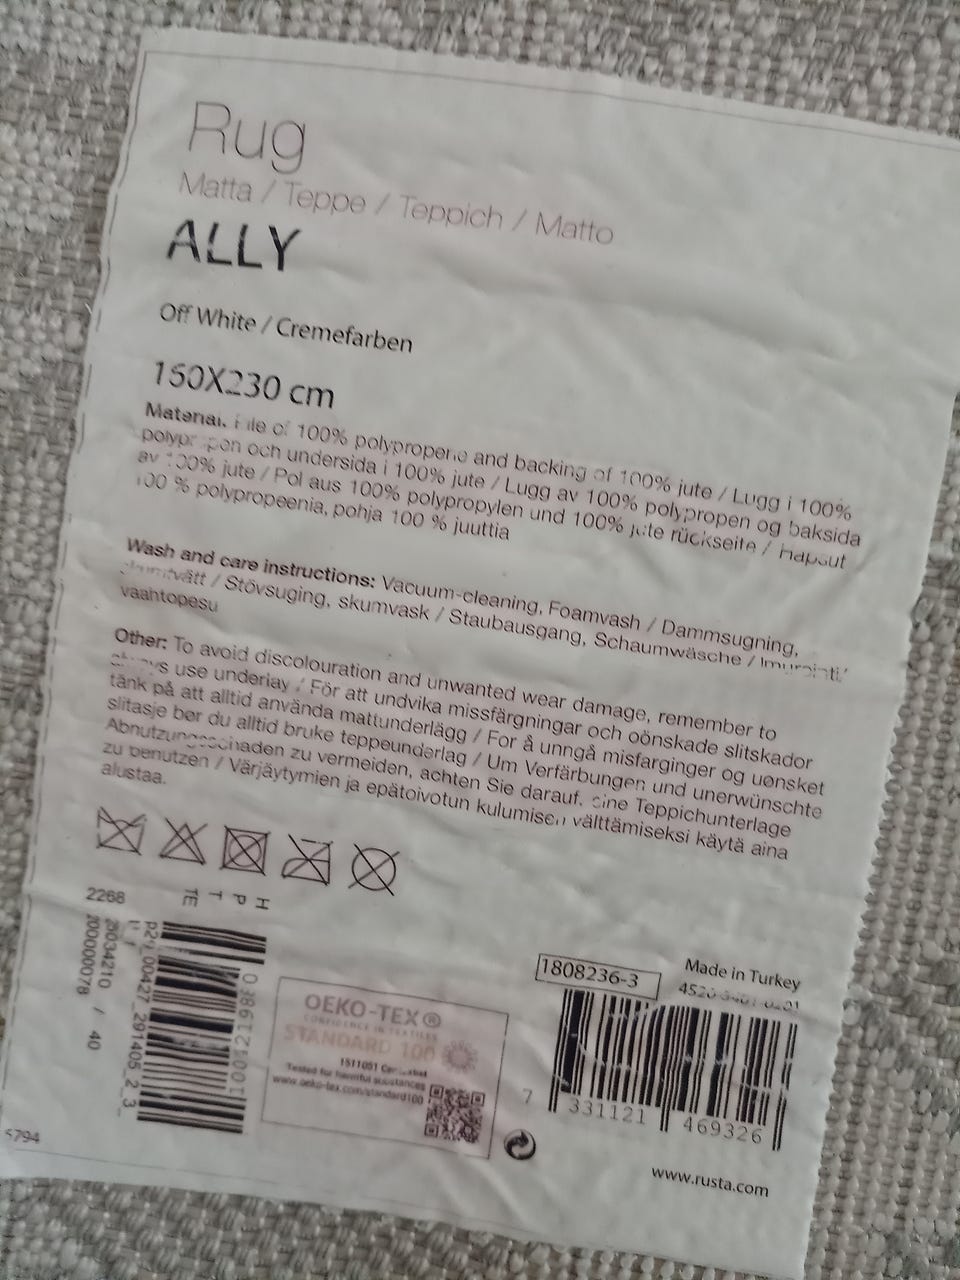 Rug
Matta / Teppe / Teppich / Matto
ALLY
Off White / Cremefarben
160X230 cm
Material: Pile of 100% polypropene and backing of 100% jute / Lugg i 100%
polypropen och undersida i 100% jute / Lugg av 100% polypropen og baksida
av 100% jute / Pol aus 100% polypropylen und 100% jute rückseite / Hapsut
100 % polypropeenia, pohja 100 % juuttia
Wash and care instructions: Vacuum-cleaning, Foamvash / Dammsugning,
skumtvätt / Stövsuging, skumvask / Staubausgang, Schaumwäsche / Imurointi,
vaahtopesu
Other: To avoid discolouration and unwanted wear damage, remember to
always use underlay / För att undvika missfärgningar och oönskade slitskador
tänk på att alltid använda mattunderlägg / For å unngå misfarginger og uønsket
slitasje bør du alltid bruke teppeunderlag / Um Verfärbungen und unerwünschte
Abnutzungsschaden zu vermeiden, achten Sie darauf, eine Teppichunterlage
zu benutzen / Värjäytymien ja epätoivotun kulumisen välttämiseksi käytä aina
alustaa.
2268
20034210
200000078 / 40
H P T TE
P29.00427_291405_2_3_
1100121980
5794
OEKO-TEX®
CONFIDENCE IN TEXTILES
STANDARD 100
1511051
Tested for harmful substances
www.oeko-tex.com/standard100
1808236-3
Made in Turkey
7 331121 469326
www.rusta.com